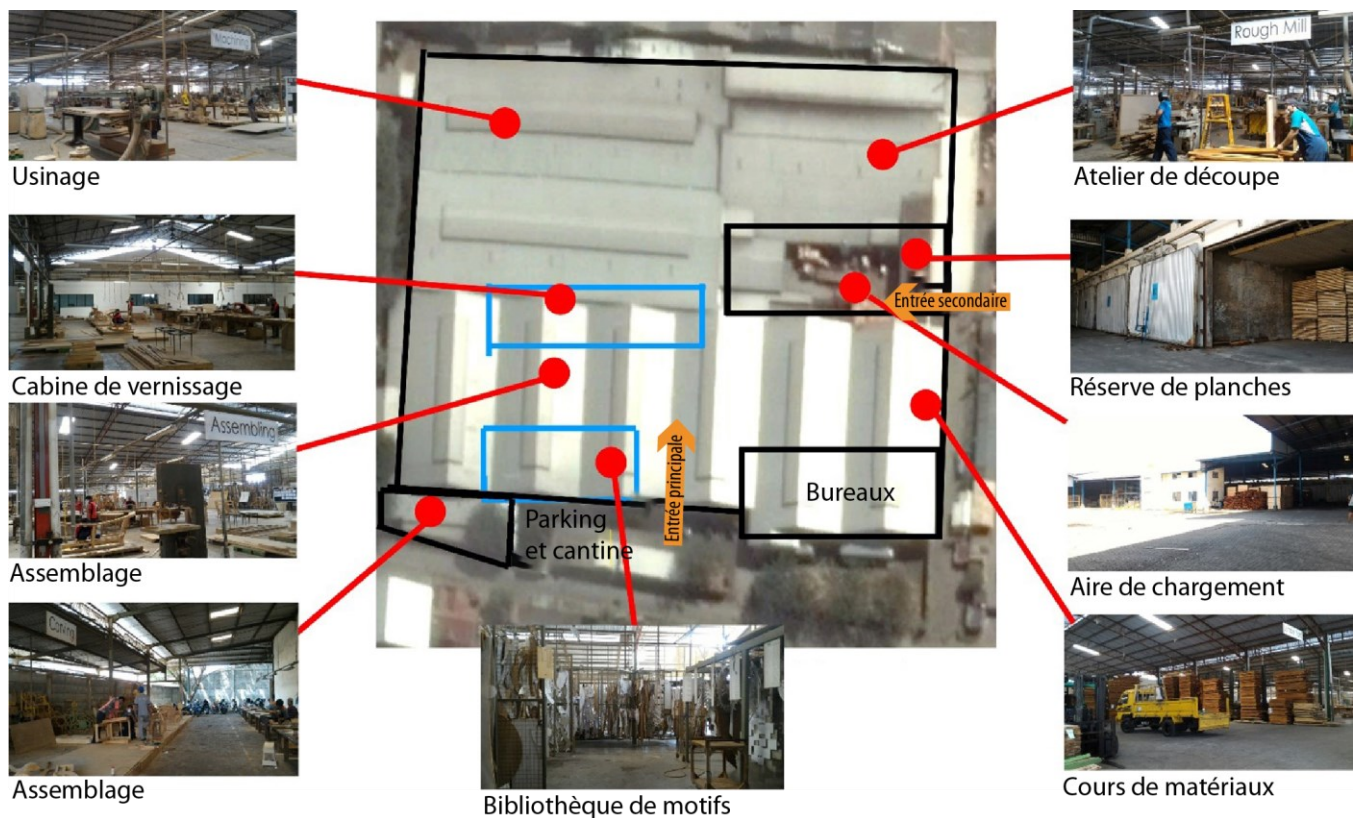 Machining
Usinage
Cabine de vernissage
Assembling
Assemblage
Carving
Assemblage
Rough Mill
Atelier de découpe
Réserve de planches
Aire de chargement
Cours de matériaux
Entrée secondaire
Entrée principale
Bureaux
Parking
et cantine
Bibliothèque de motifs